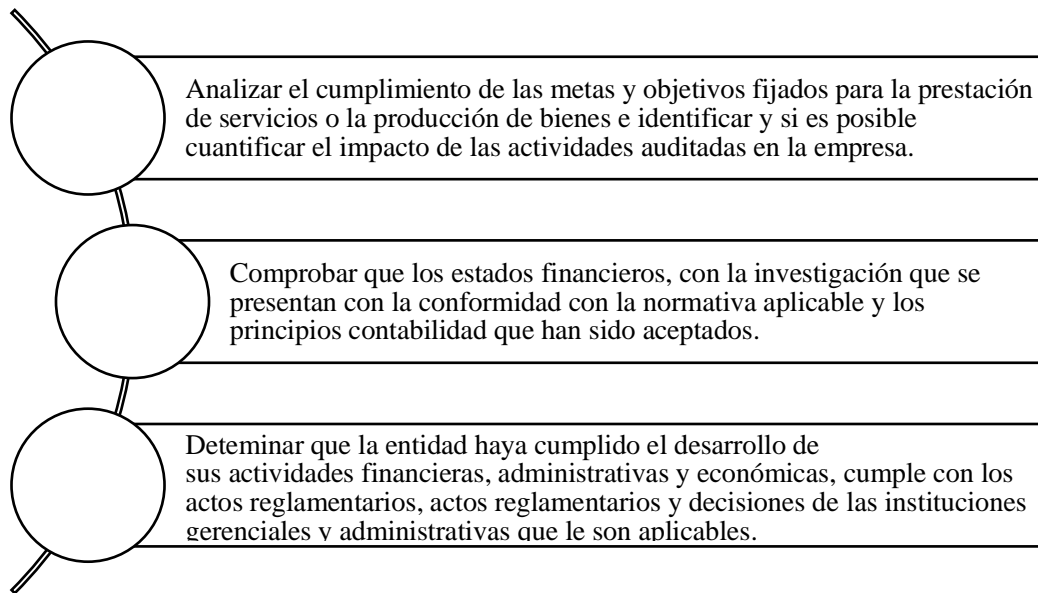 Analizar el cumplimiento de las metas y objetivos fijados para la prestación
de servicios o la producción de bienes e identificar y si es posible
cuantificar el impacto de las actividades auditadas en la empresa.
Comprobar que los estados financieros, con la investigación que se
presentan con la conformidad con la normativa aplicable y los
principios contabilidad que han sido aceptados.
Deteminar que la entidad haya cumplido el desarrollo de
sus actividades financieras, administrativas y económicas, cumple con los
actos reglamentarios, actos reglamentarios y decisiones de las instituciones
gerenciales y administrativas que le son aplicables.